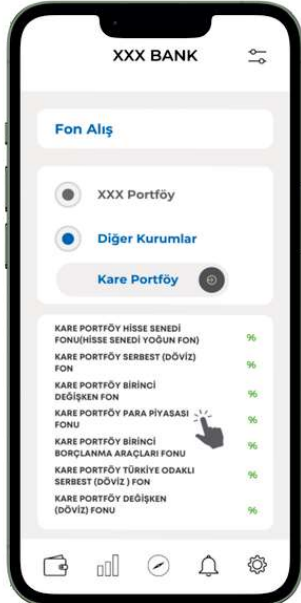 XXX BANK
Fon Alış
XXX Portföy
Diğer Kurumlar
Kare Portföy
KARE PORTFÖY HİSSE SENEDİ
FONU(HİSSE SENEDİ YOĞUN FON) %
KARE PORTFÖY SERBEST (DÖVİZ)
FON %
KARE PORTFÖY BİRİNCİ
DEĞİŞKEN FON %
KARE PORTFÖY PARA PİYASASI
FONU %
KARE PORTFÖY BİRİNCİ
BORÇLANMA ARAÇLARI FONU %
KARE PORTFÖY TÜRKİYE ODAKLI
SERBEST (DÖVİZ ) FON %
KARE PORTFÖY DEĞİŞKEN
(DÖVİZ) FONU %